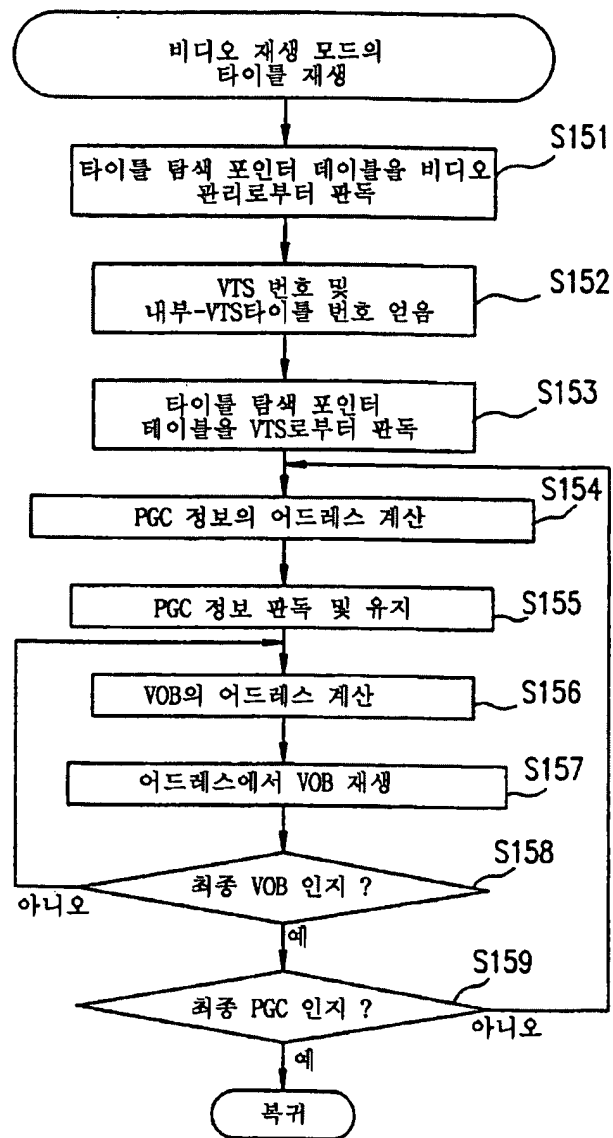 비디오 재생 모드의
타이틀 재생
S151
타이틀 탐색 포인터 테이블을 비디오
관리로부터 판독
S152
VTS 번호 및
내부-VTS타이틀 번호 얻음
S153
타이틀 탐색 포인터
테이블을 VTS로부터 판독
S154
PGC 정보의 어드레스 계산
S155
PGC 정보 판독 및 유지
S156
VOB의 어드레스 계산
S157
어드레스에서 VOB 재생
S158
최종 VOB 인지 ?
아니오
예
S159
최종 PGC 인지 ?
아니오
예
복귀